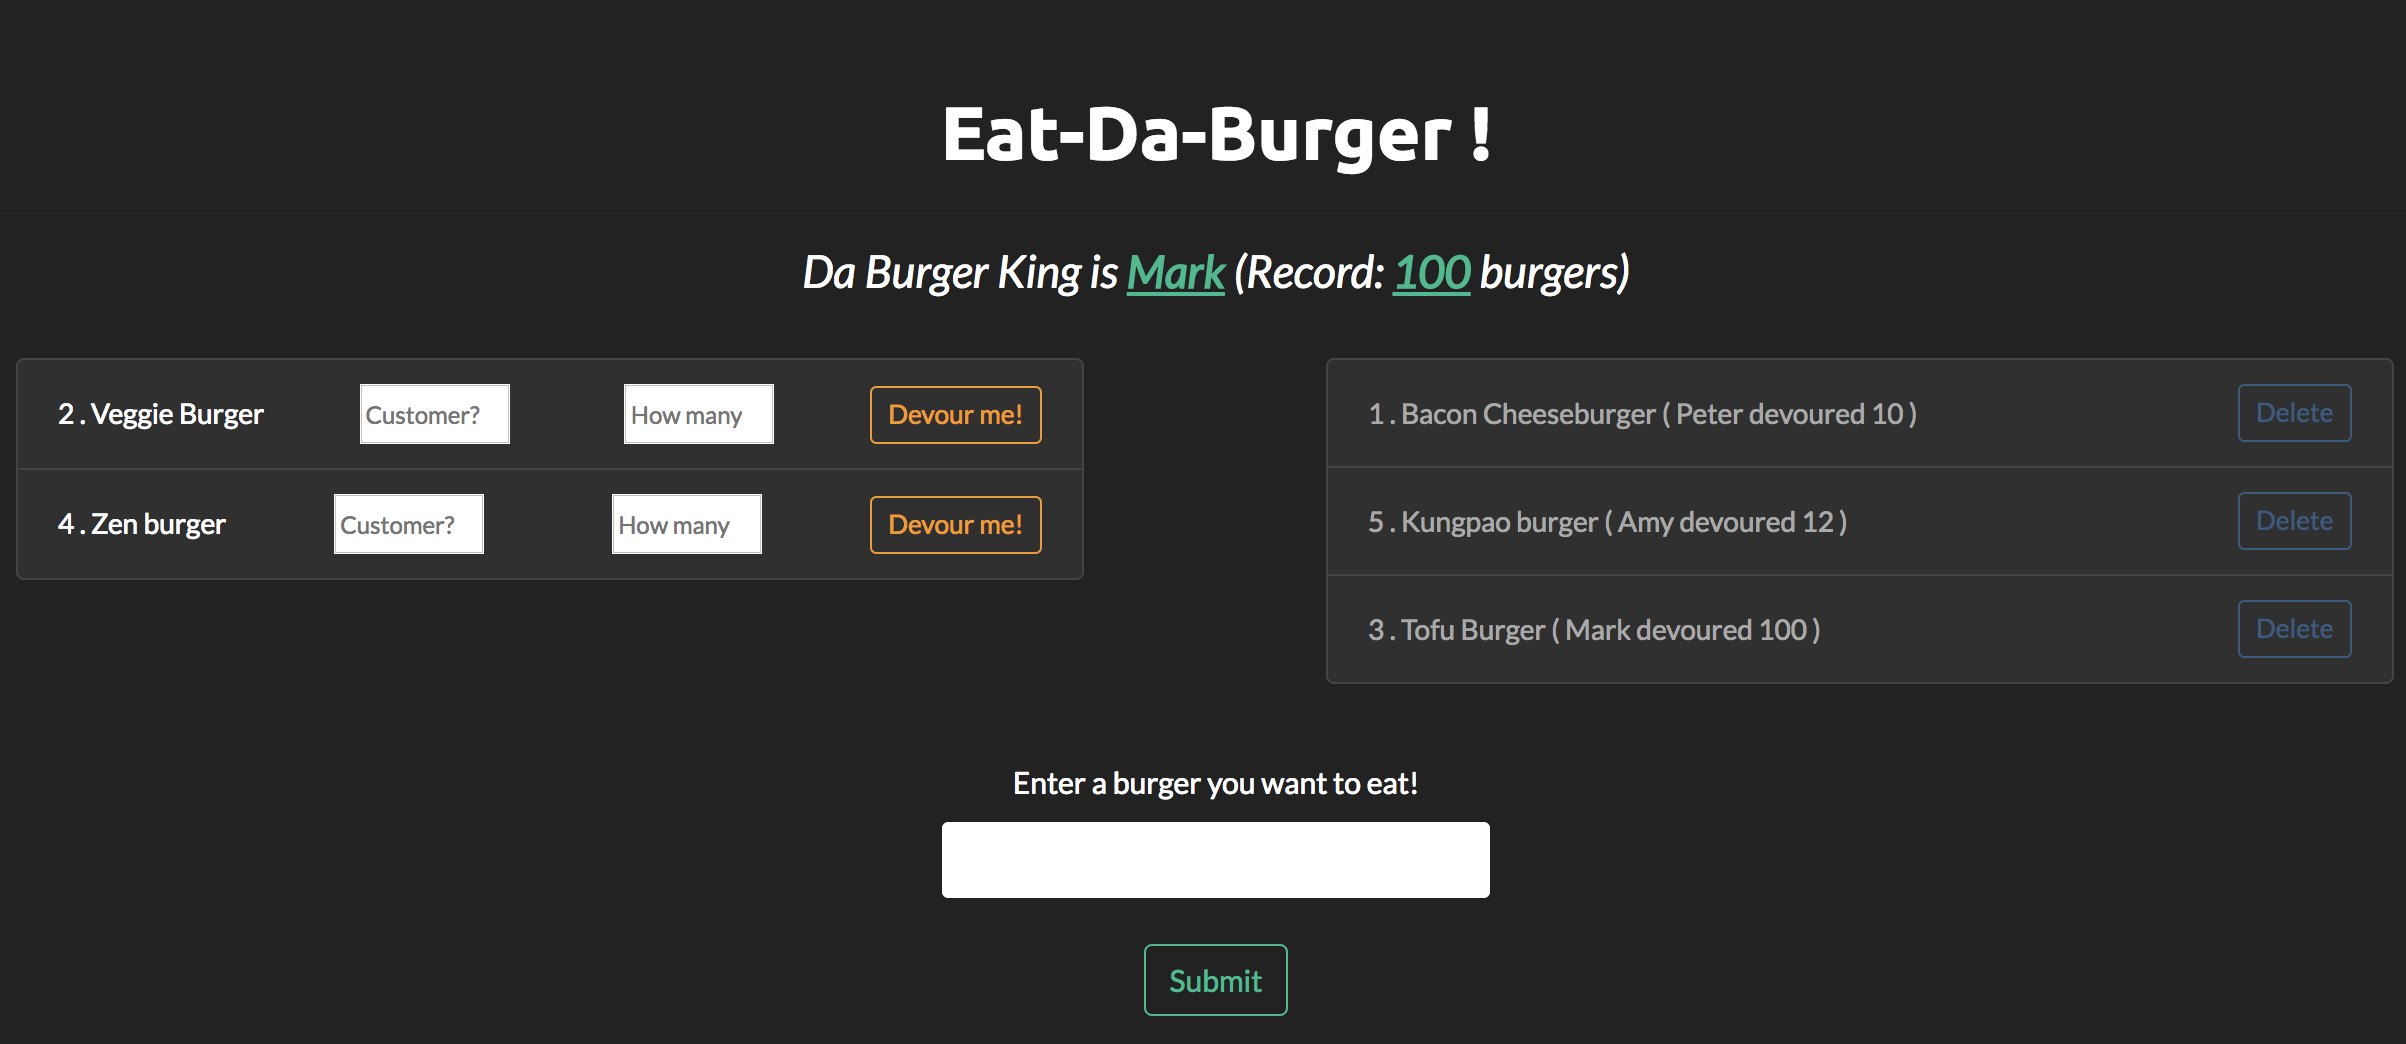 Eat-Da-Burger !
Da Burger King is Mark (Record: 100 burgers)
2 . Veggie Burger Customer? How many Devour me!
4 . Zen burger Customer? How many Devour me!
1 . Bacon Cheeseburger ( Peter devoured 10 ) Delete
5 . Kungpao burger ( Amy devoured 12 ) Delete
3 . Tofu Burger ( Mark devoured 100 ) Delete
Enter a burger you want to eat!
Submit